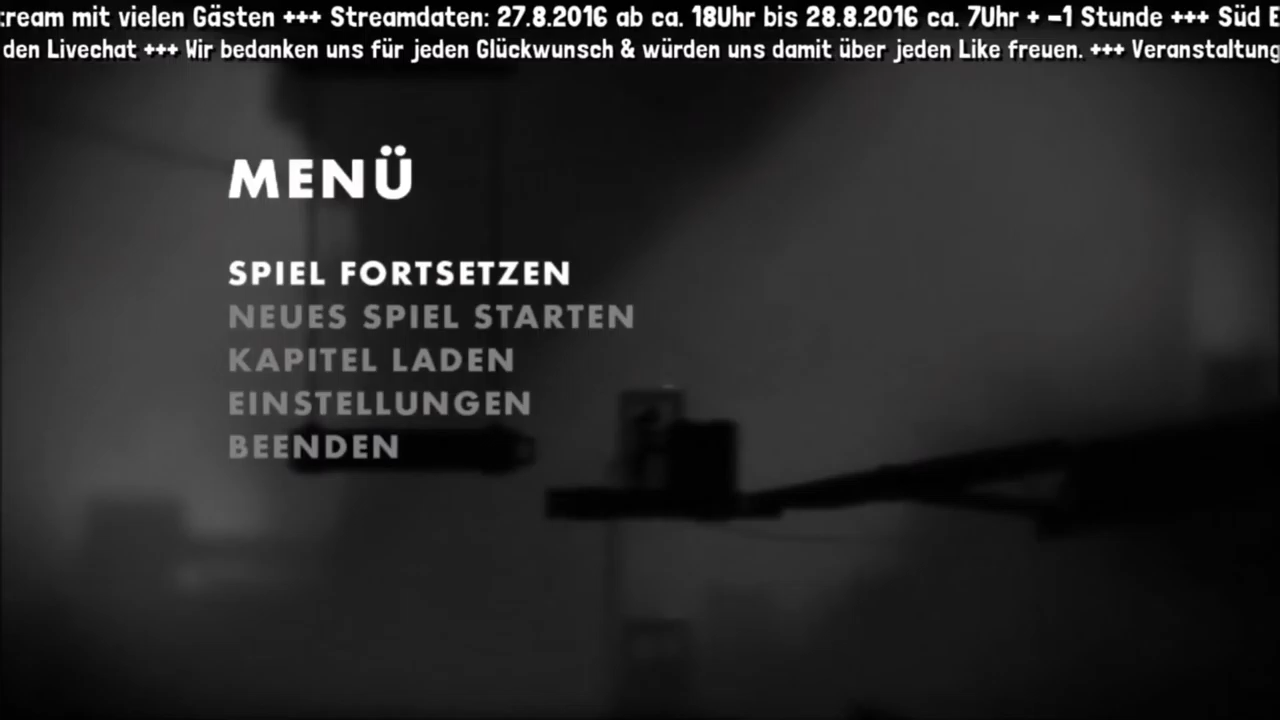 tream mit vielen Gästen +++ Streamdaten: 27.8.2016 ab ca. 18Uhr bis 28.8.2016 ca. 7Uhr + -1 Stunde +++ Süd E
den Livechat +++ Wir bedanken uns für jeden Glückwunsch & würden uns damit über jeden Like freuen. +++ Veranstaltung
MENÜ
SPIEL FORTSETZEN
NEUES SPIEL STARTEN
KAPITEL LADEN
EINSTELLUNGEN
BEENDEN